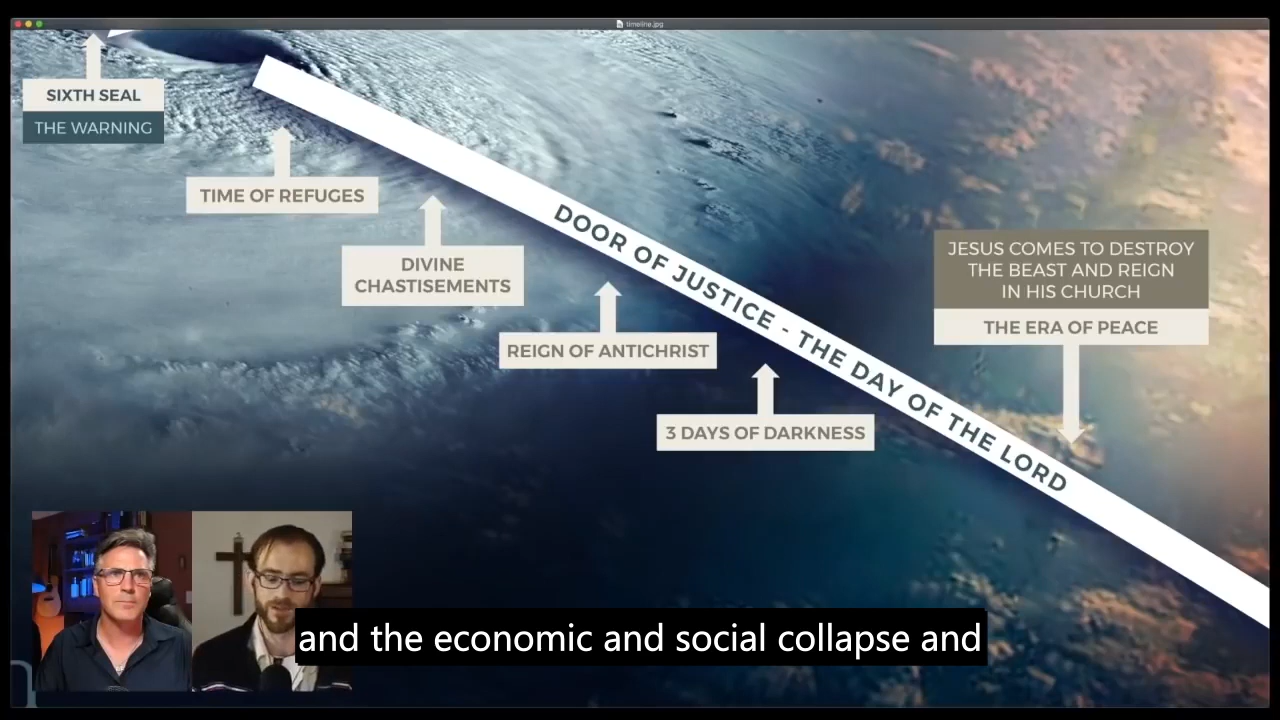 timeline.jpg
SIXTH SEAL
THE WARNING
TIME OF REFUGES
DIVINE
CHASTISEMENTS
REIGN OF ANTICHRIST
3 DAYS OF DARKNESS
DOOR OF JUSTICE - THE DAY OF THE LORD
JESUS COMES TO DESTROY
THE BEAST AND REIGN
IN HIS CHURCH
THE ERA OF PEACE
and the economic and social collapse and